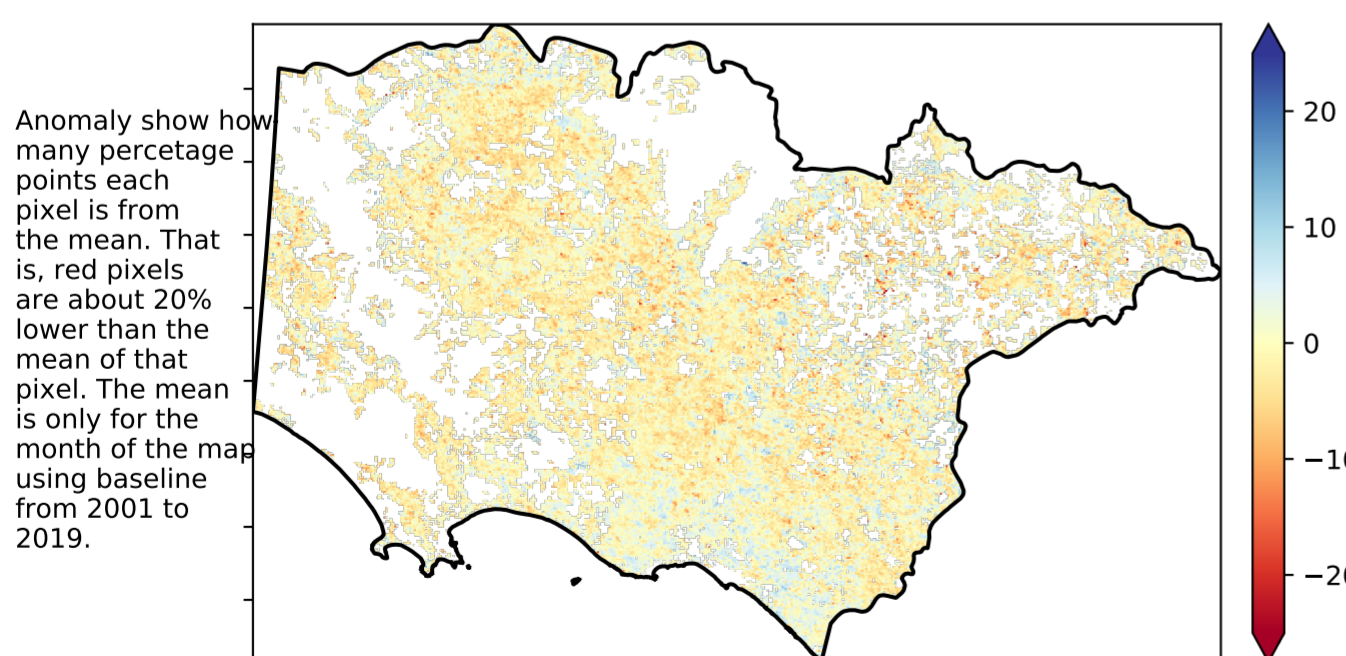 Anomaly show how
many percetage
points each
pixel is from
the mean. That
is, red pixels
are about 20%
lower than the
mean of that
pixel. The mean
is only for the
month of the map
using baseline
from 2001 to
2019.
20
10
0
−10
−20